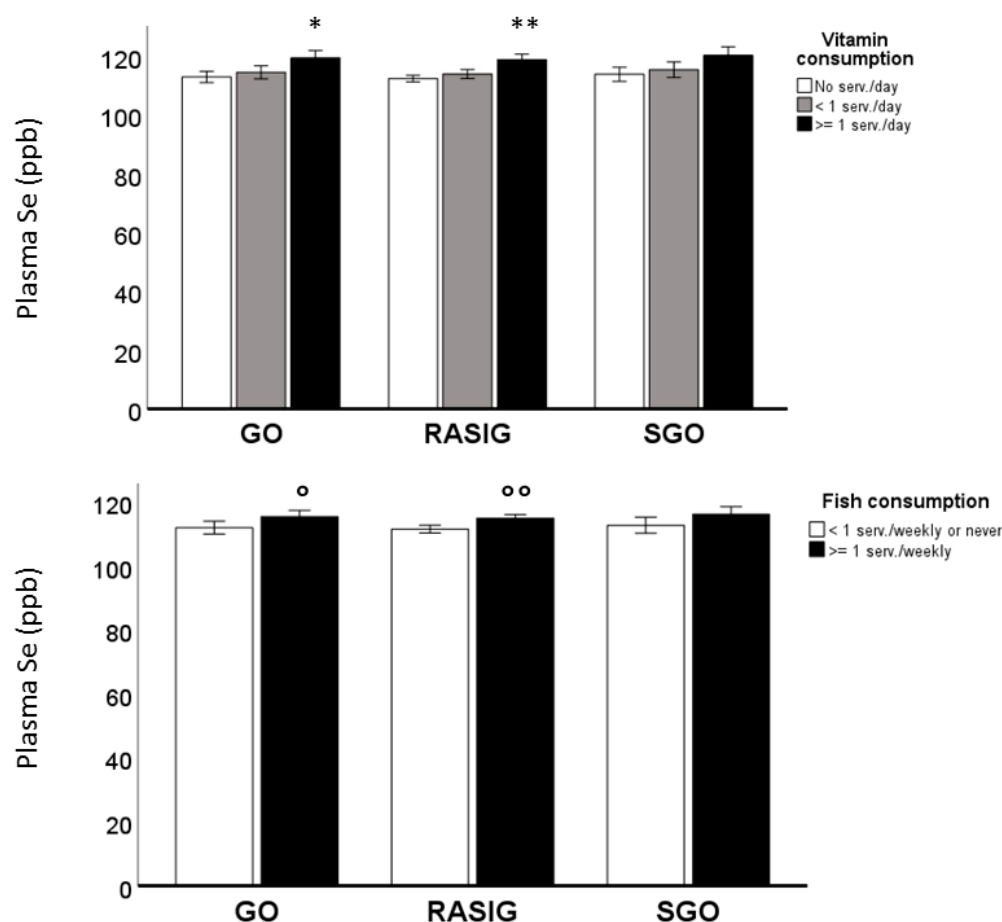 * **
Vitamin
consumption
No serv./day
< 1 serv./day
>= 1 serv./day
Plasma Se (ppb)
120
100
80
60
40
20
0
GO RASIG SGO
° °°
Fish consumption
< 1 serv./weekly or never
>= 1 serv./weekly
Plasma Se (ppb)
120
100
80
60
40
20
0
GO RASIG SGO